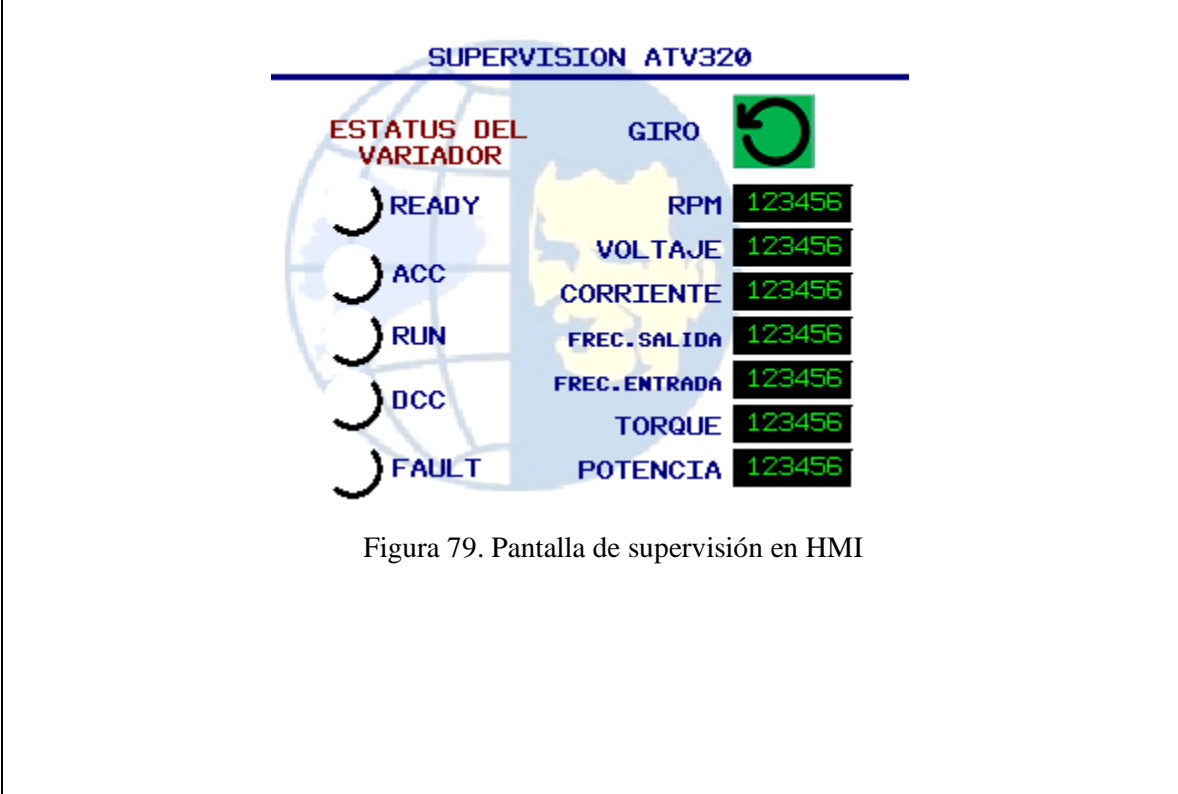 SUPERVISION ATV320
ESTATUS DEL
VARIADOR
READY
ACC
RUN
DCC
FAULT
GIRO
RPM 123456
VOLTAJE 123456
CORRIENTE 123456
FREC.SALIDA 123456
FREC.ENTRADA 123456
TORQUE 123456
POTENCIA 123456
Figura 79. Pantalla de supervisión en HMI